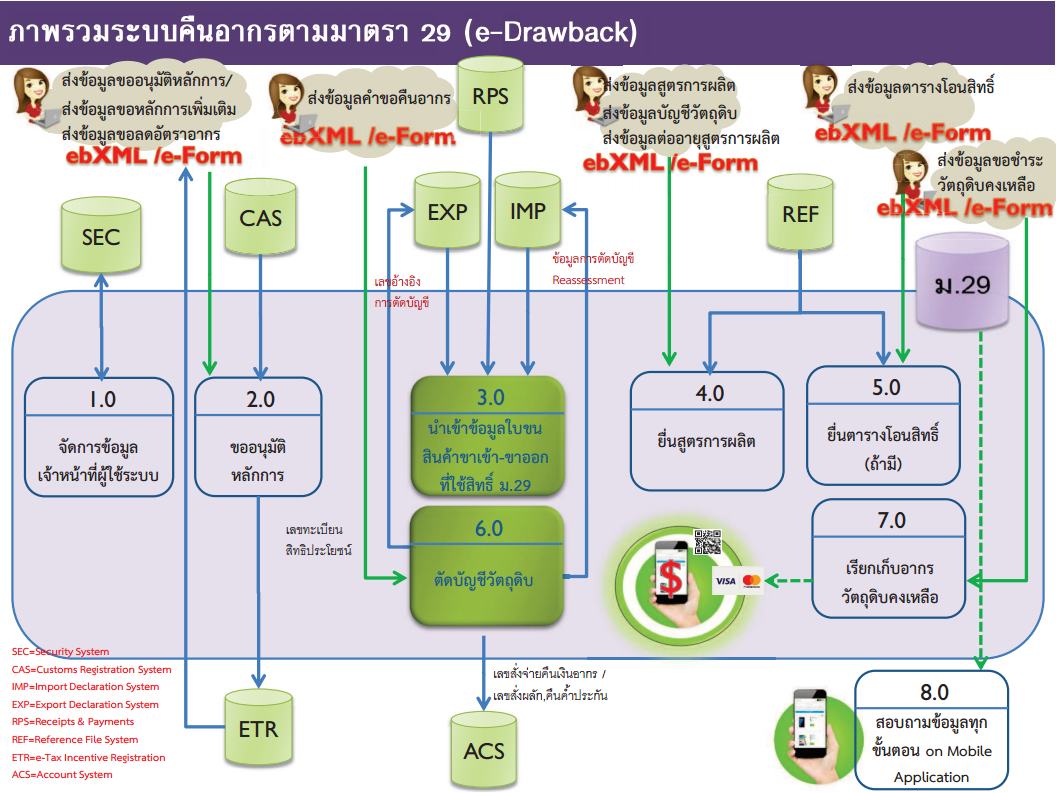 ภาพรวมระบบคืนอากรตามมาตรา 29 (e-Drawback)
ส่งข้อมูลขออนุมัติหลักการ/
ส่งข้อมูลขอหลักการเพิ่มเติม
ส่งข้อมูลขอลดอัตราอากร
ebXML /e-Form
ส่งข้อมูลคำขอคืนอากร
ebXML /e-Form
RPS
ส่งข้อมูลสูตรการผลิต
ส่งข้อมูลบัญชีวัตถุดิบ
ส่งข้อมูลต่ออายุสูตรการผลิต
ebXML /e-Form
ส่งข้อมูลตารางโอนสิทธิ์
ebXML /e-Form
ส่งข้อมูลขอชำระ
วัตถุดิบคงเหลือ
ebXML /e-Form
SEC
CAS
EXP
IMP
REF
ม.29
เลขอ้างอิง
การตัดบัญชี
ข้อมูลการตัดบัญชี
Reassessment
1.0
จัดการข้อมูล
เจ้าหน้าที่ผู้ใช้ระบบ
2.0
ขออนุมัติ
หลักการ
3.0
นำเข้าข้อมูลใบขน
สินค้าขาเข้า-ขาออก
ที่ใช้สิทธิ์ ม.29
4.0
ยื่นสูตรการผลิต
5.0
ยื่นตารางโอนสิทธิ์
(ถ้ามี)
เลขทะเบียน
สิทธิประโยชน์
6.0
ตัดบัญชีวัตถุดิบ
$
VISA
7.0
เรียกเก็บอากร
วัตถุดิบคงเหลือ
SEC=Security System
CAS=Customs Registration System
IMP=Import Declaration System
EXP=Export Declaration System
RPS=Receipts & Payments
REF=Reference File System
ETR=e-Tax Incentive Registration
ACS=Account System
ETR
เลขสั่งจ่ายคืนเงินอากร /
เลขสั่งผลัก,คืนค้ำประกัน
ACS
8.0
สอบถามข้อมูลทุก
ขั้นตอน on Mobile
Application